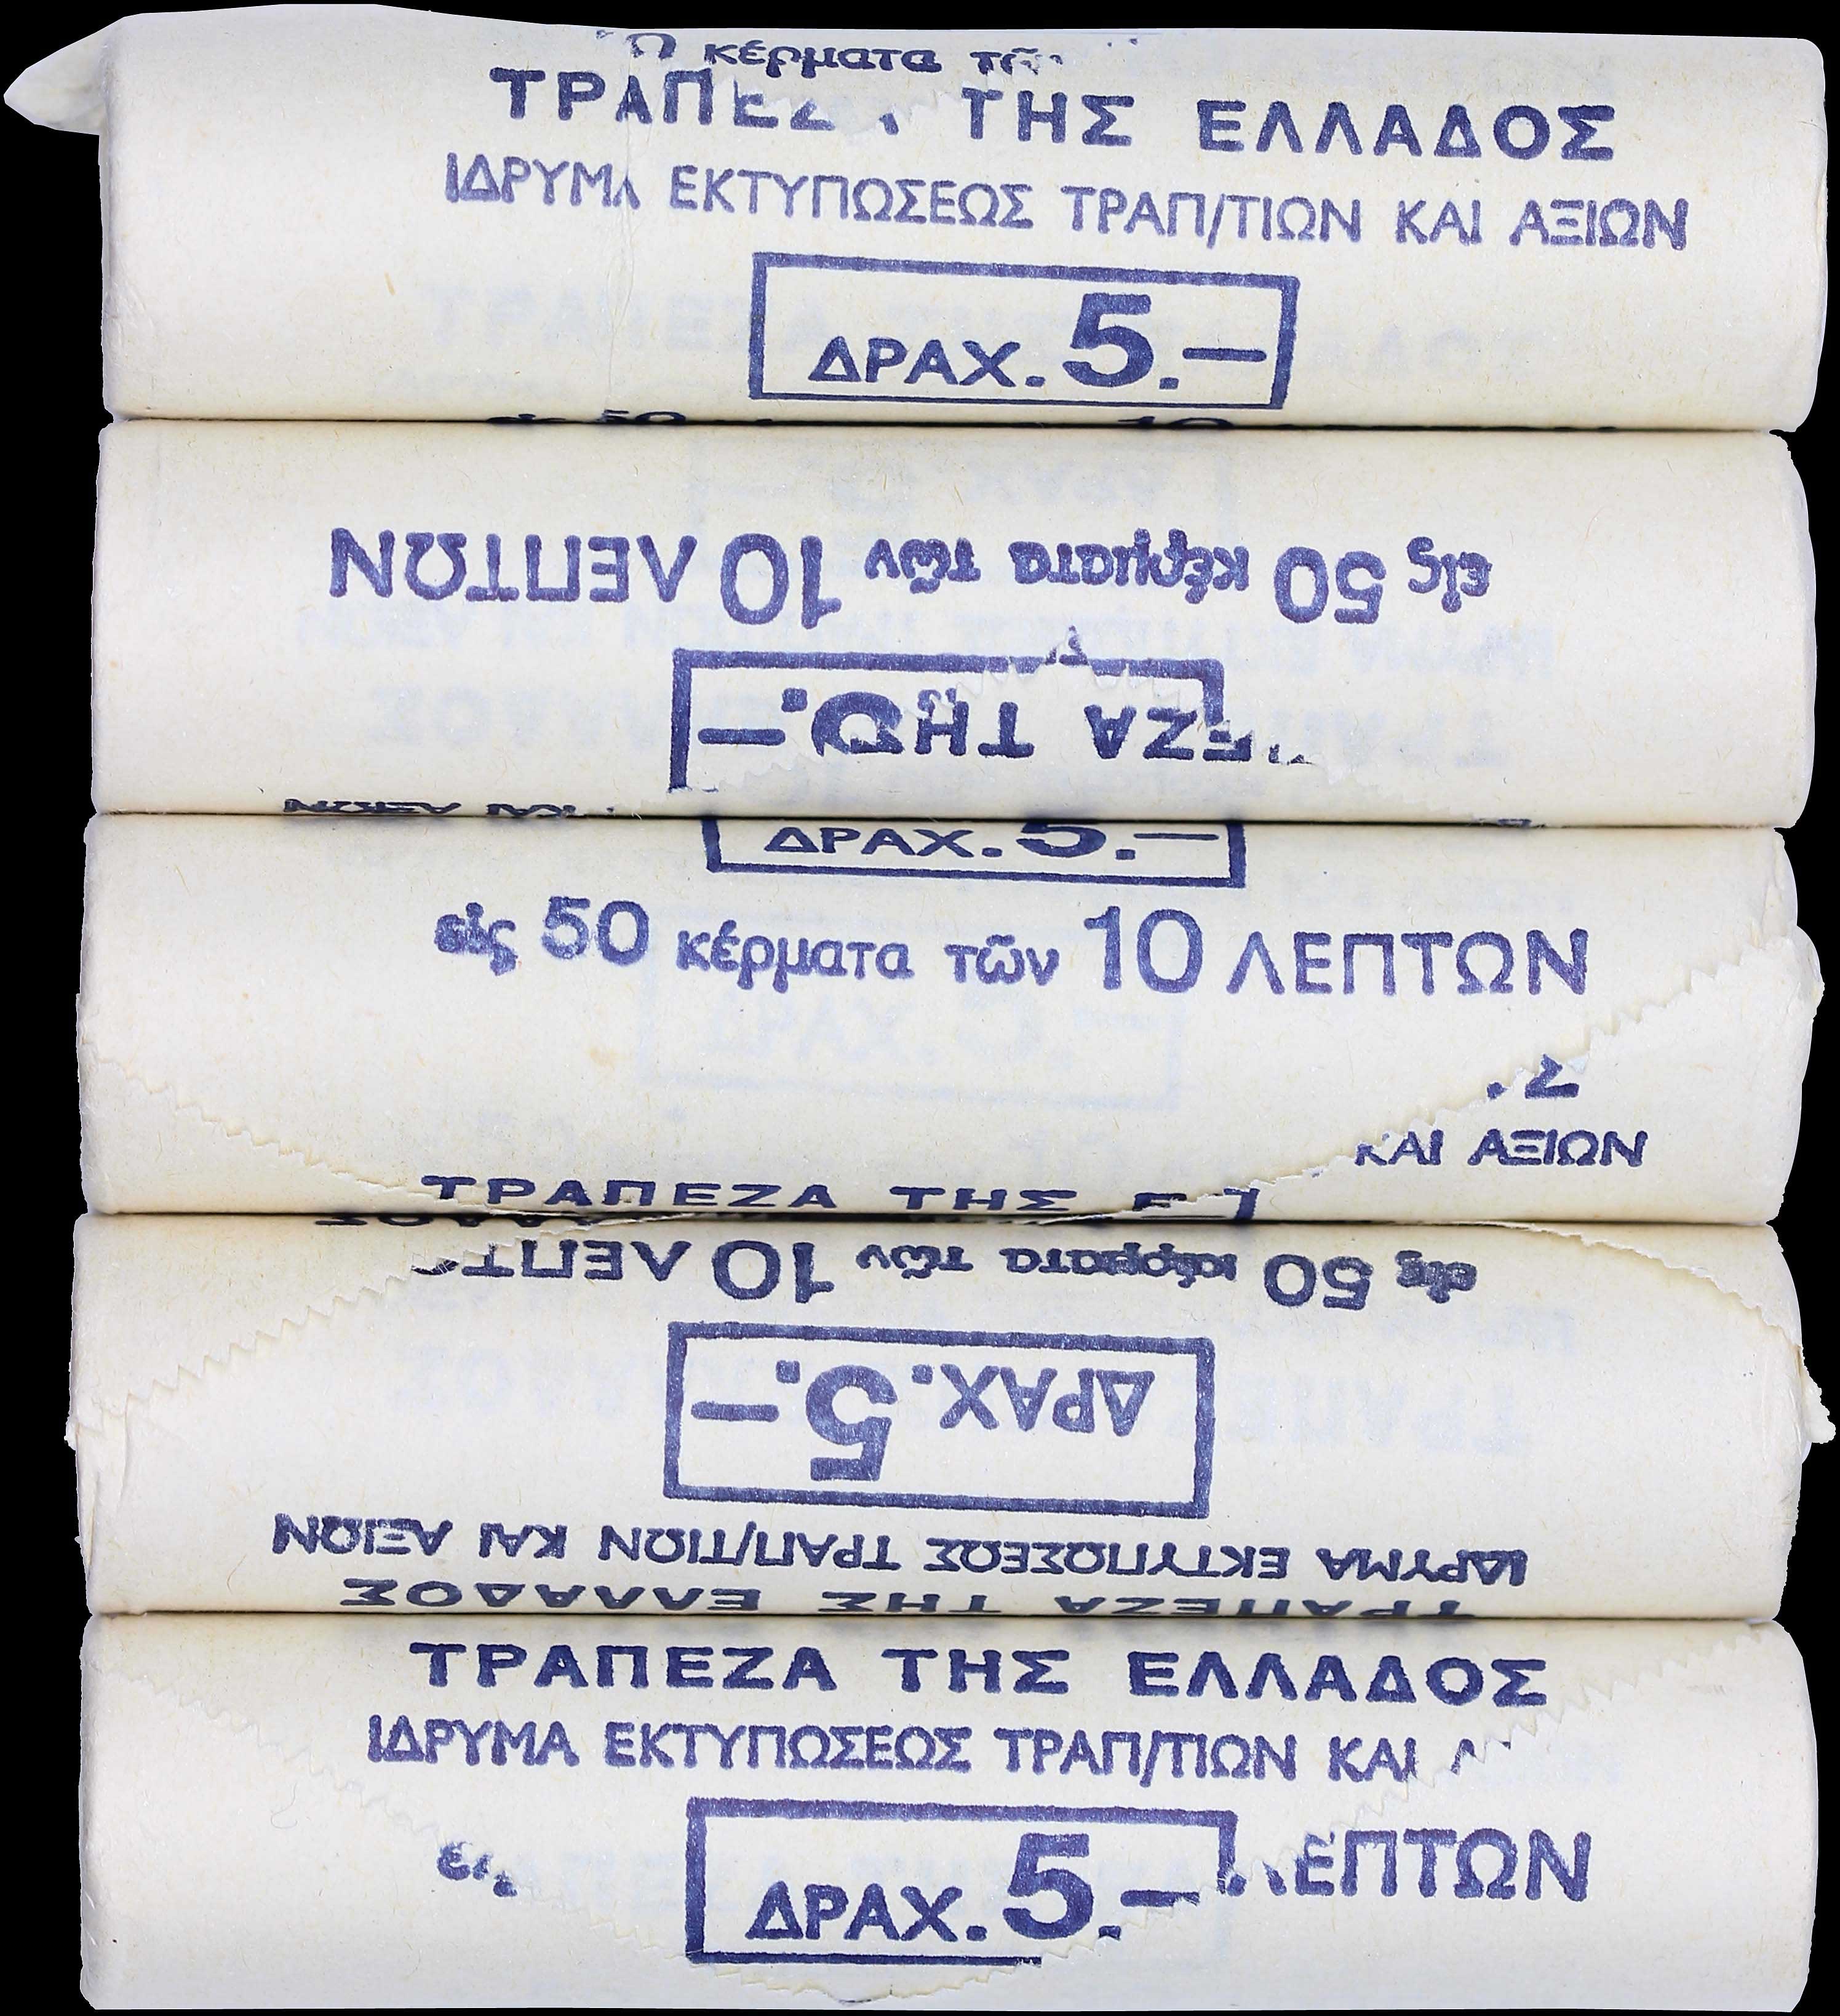 κέρματα
ΤΗΣ ΕΛΛΑΔΟΣ
ΙΔΡΥΜΑ ΕΚΤΥΠΩΣΕΩΣ ΤΡΑΠ/ΤΙΩΝ ΚΑΙ ΑΞΙΩΝ
ΔΡΑΧ. 5.—
εἰς 50 κέρματα τῶν 10 ΛΕΠΤΩΝ
ΔΡΑΧ. 5.—
εἰς 50 κέρματα τῶν 10 ΛΕΠΤΩΝ
ΚΑΙ ΑΞΙΩΝ
ΤΡΑΠΕΖΑ ΤΗΣ
εἰς 50 κέρματα τῶν 10
ΔΡΑΧ. 5.—
ΙΔΡΥΜΑ ΕΚΤΥΠΩΣΕΩΣ ΤΡΑΠ/ΤΙΩΝ ΚΑΙ ΑΞΙΩΝ
ΤΡΑΠΕΖΑ ΤΗΣ ΕΛΛΑΔΟΣ
ΤΡΑΠΕΖΑ ΤΗΣ ΕΛΛΑΔΟΣ
ΙΔΡΥΜΑ ΕΚΤΥΠΩΣΕΩΣ ΤΡΑΠ/ΤΙΩΝ ΚΑΙ
ΔΡΑΧ. 5.— ΛΕΠΤΩΝ